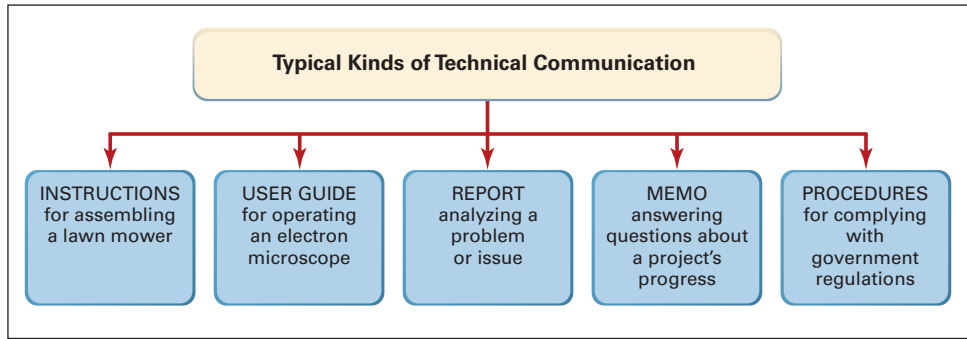 Typical Kinds of Technical Communication
INSTRUCTIONS
for assembling
a lawn mower
USER GUIDE
for operating
an electron
microscope
REPORT
analyzing a
problem
or issue
MEMO
answering
questions about
a project's
progress
PROCEDURES
for complying
with
government
regulations